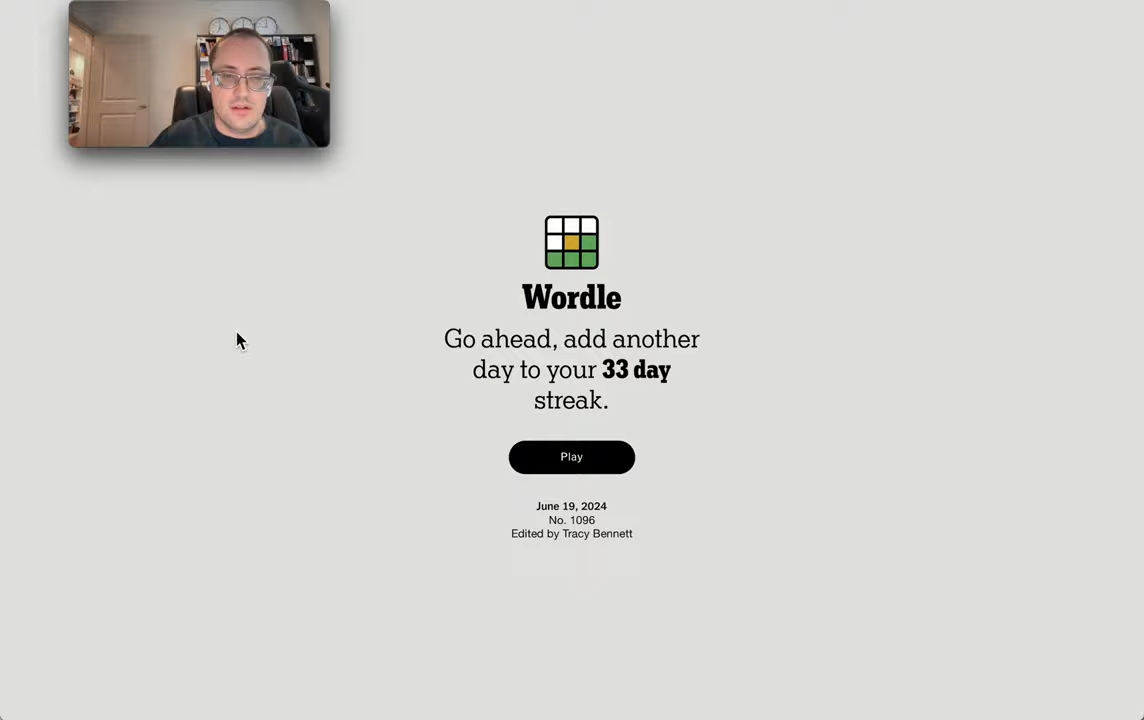 Wordle
Go ahead, add another
day to your 33 day
streak.
Play
June 19, 2024
No. 1096
Edited by Tracy Bennett